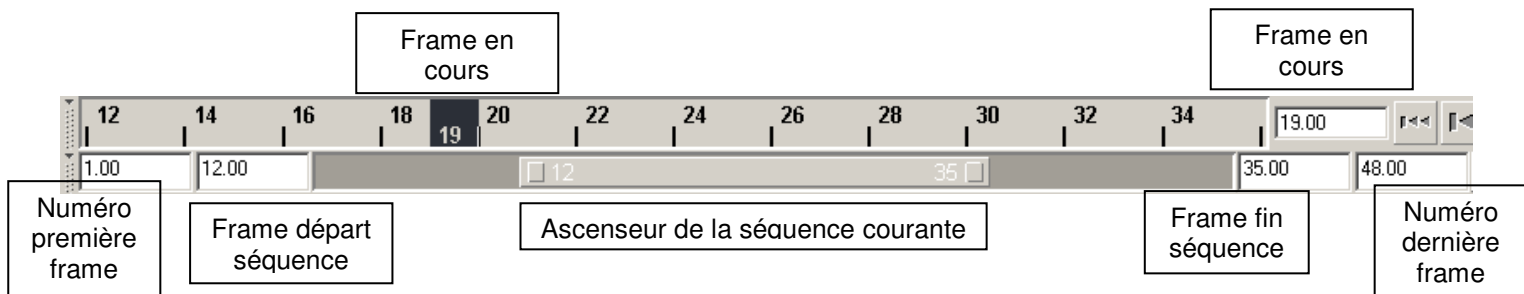 Frame en
cours
Frame en
cours
12 14 16 18 20 22 24 26 28 30 32 34
19
19.00
1.00 12.00 12 35 35.00 48.00
Numéro
première
frame
Frame départ
séquence
Ascenseur de la séquence courante
Frame fin
séquence
Numéro
dernière
frame